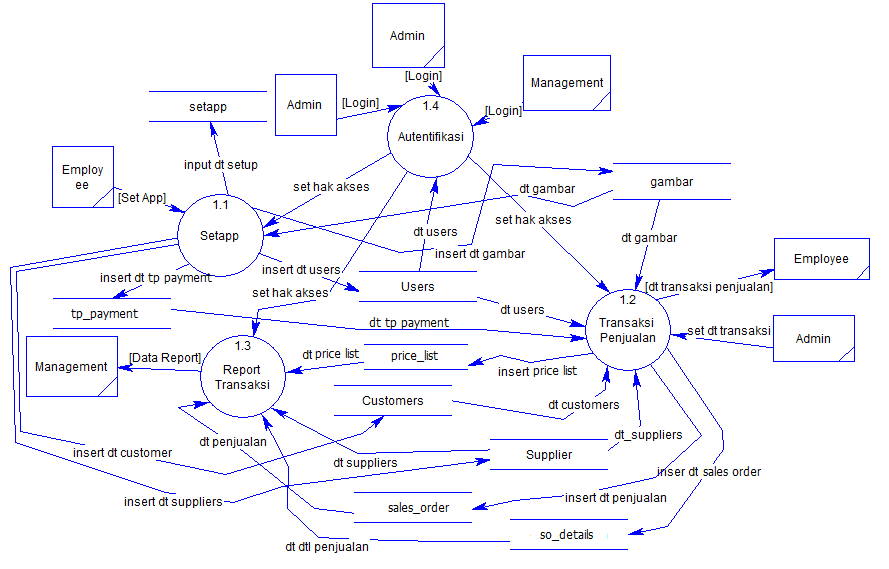 Admin
[Login]
Management
setapp
Admin
[Login]
[Login]
1.4
Autentifikasi
input dt setup
Employ
ee
[Set App]
set hak akses
dt gambar
gambar
1.1
Setapp
set hak akses
dt users
insert dt gambar
dt gambar
Employee
insert dt tp payment
insert dt users
Users
set hak akses
[dt transaksi penjualan]
1.2
Transaksi
Penjualan
dt users
tp_payment
dt tp payment
set dt transaksi
Admin
1.3
Report
Transaksi
Management
[Data Report]
dt price list
price_list
insert price list
Customers
dt customers
dt penjualan
dt_suppliers
insert dt customer
dt suppliers
Supplier
inser dt sales order
insert dt suppliers
insert dt penjualan
sales_order
so_details
dt dtl penjualan